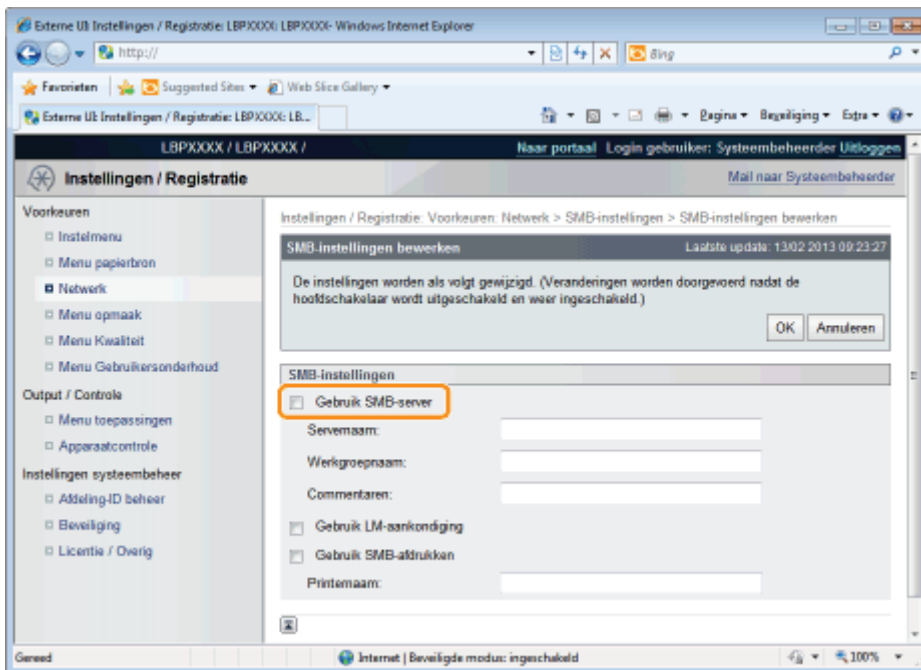 Externe UI: Instellingen / Registratie: LBPXXXX: LBPXXXX- Windows Internet Explorer
http://
Bing
Favorieten
Suggested Sites
Web Slice Gallery
Externe UI: Instellingen / Registratie: LBPXXXX: LB...
Pagina
Beveiliging
Extra
LBPXXXX / LBPXXXX /
Naar portaal Login gebruiker: Systeembeheerder Uitloggen
Instellingen / Registratie
Mail naar Systeembeheerder
Voorkeuren
Instelmenu
Menu papierbron
Netwerk
Menu opmaak
Menu Kwaliteit
Menu Gebruikersonderhoud
Output / Controle
Menu toepassingen
Apparaatcontrole
Instellingen systeembeheer
Afdeling-ID beheer
Beveiliging
Licentie / Overig
Instellingen / Registratie: Voorkeuren: Netwerk > SMB-instellingen > SMB-instellingen bewerken
SMB-instellingen bewerken
Laatste update: 13/02 2013 09:23:27
De instellingen worden als volgt gewijzigd. (Veranderingen worden doorgevoerd nadat de
hoofdschakelaar wordt uitgeschakeld en weer ingeschakeld.)
OK
Annuleren
SMB-instellingen
Gebruik SMB-server
Servernaam:
Werkgroepnaam:
Commentaren:
Gebruik LM-aankondiging
Gebruik SMB-afdrukken
Printernaam:
Gereed
Internet | Beveiligde modus: ingeschakeld
100%